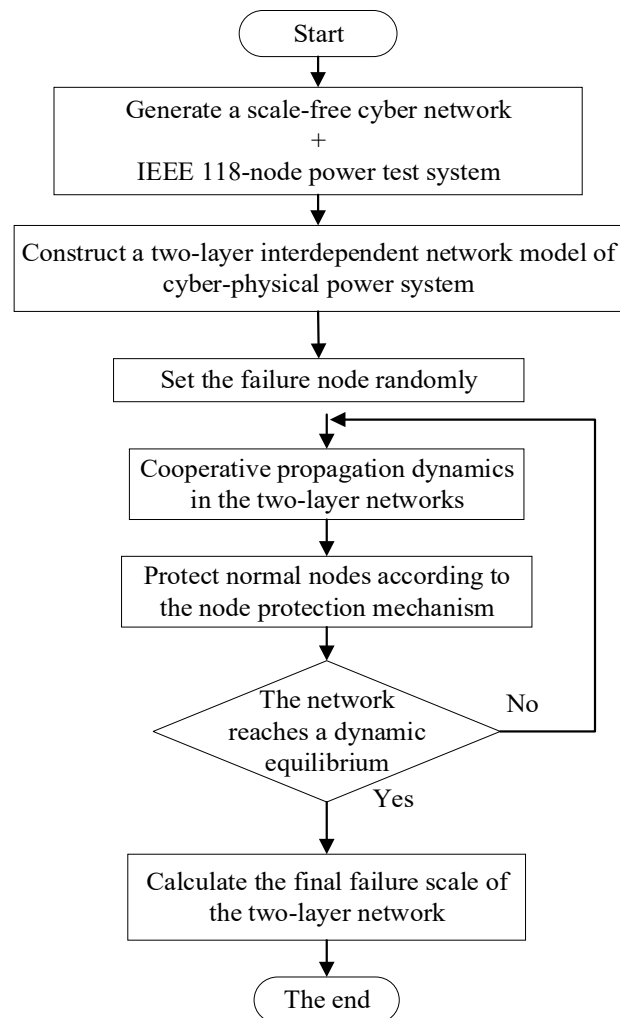 Start
Generate a scale-free cyber network
+
IEEE 118-node power test system
Construct a two-layer interdependent network model of
cyber-physical power system
Set the failure node randomly
Cooperative propagation dynamics
in the two-layer networks
Protect normal nodes according to
the node protection mechanism
The network
reaches a dynamic
equilibrium
No
Yes
Calculate the final failure scale of
the two-layer network
The end